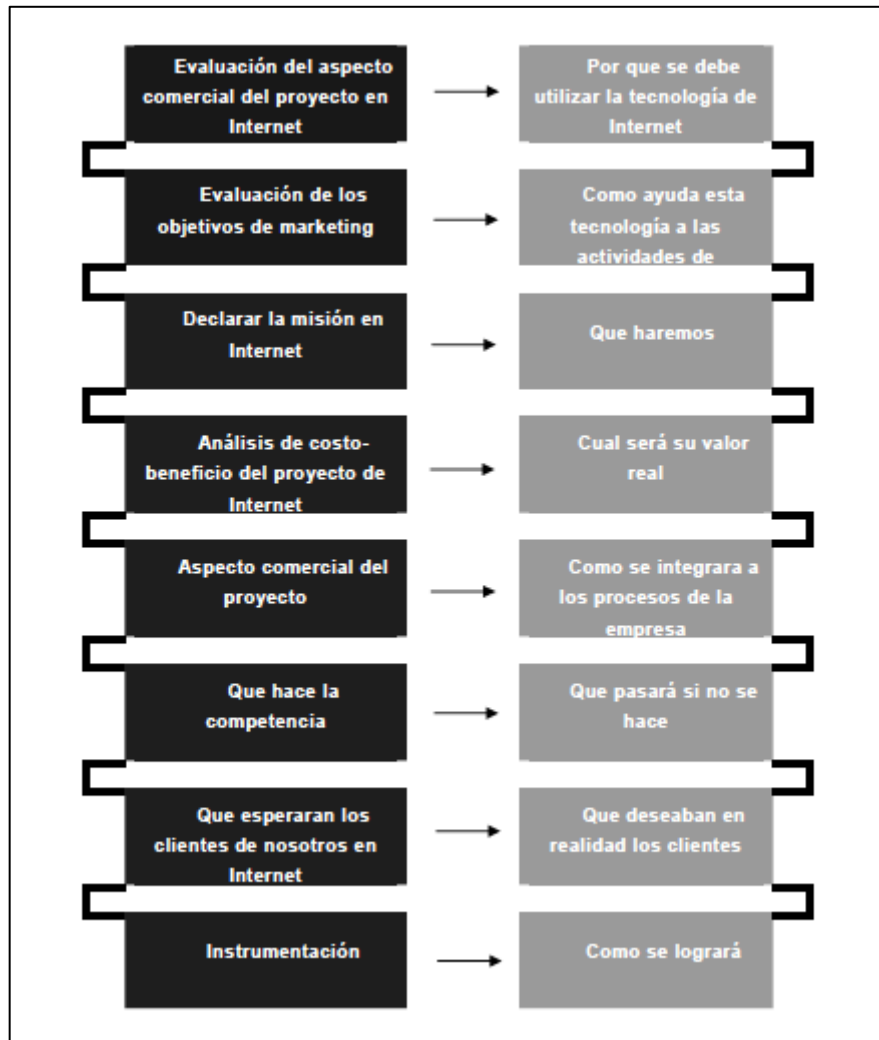 Evaluación del aspecto
comercial del proyecto en
Internet
Por que se debe
utilizar la tecnología de
Internet
Evaluación de los
objetivos de marketing
Como ayuda esta
tecnología a las
actividades de
Declarar la misión en
Internet
Que haremos
Análisis de costo-
beneficio del proyecto de
Internet
Cual será su valor
real
Aspecto comercial del
proyecto
Como se integrara a
los procesos de la
empresa
Que hace la
competencia
Que pasará si no se
hace
Que esperaran los
clientes de nosotros en
Internet
Que deseaban en
realidad los clientes
Instrumentación
Como se logrará